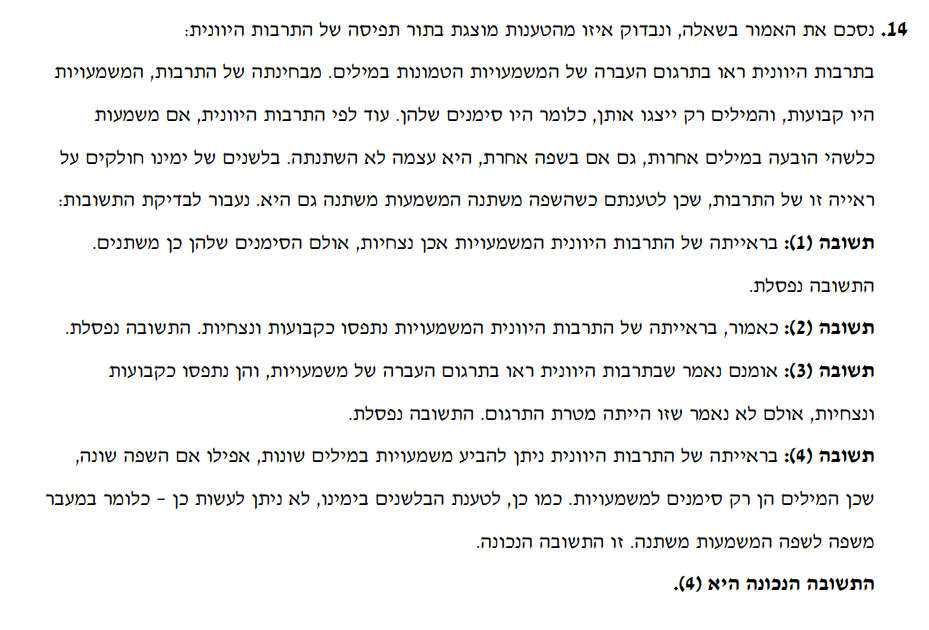 14. נסכם את האמור בשאלה, ונבדוק איזו מהטענות מוצגת בתור תפיסה של התרבות היוונית:
בתרבות היוונית ראו בתרגום העברה של המשמעויות הטמונות במילים. מבחינתה של התרבות, המשמעויות
היו קבועות, והמילים רק ייצגו אותן, כלומר היו סימנים שלהן. עוד לפי התרבות היוונית, אם משמעות
כלשהי הובעה במילים אחרות, גם אם בשפה אחרת, היא עצמה לא השתנתה. בלשנים של ימינו חולקים על
ראייה זו של התרבות, שכן לטענתם כשהשפה משתנה המשמעות משתנה גם היא. נעבור לבדיקת התשובות:
תשובה (1): בראייתה של התרבות היוונית המשמעויות אכן נצחיות, אולם הסימנים שלהן כן משתנים.
התשובה נפסלת.
תשובה (2): כאמור, בראייתה של התרבות היוונית המשמעויות נתפסו כקבועות ונצחיות. התשובה נפסלת.
תשובה (3): אומנם נאמר שבתרבות היוונית ראו בתרגום העברה של משמעויות, והן נתפסו כקבועות
ונצחיות, אולם לא נאמר שזו הייתה מטרת התרגום. התשובה נפסלת.
תשובה (4): בראייתה של התרבות היוונית ניתן להביע משמעויות במילים שונות, אפילו אם השפה שונה,
שכן המילים הן רק סימנים למשמעויות. כמו כן, לטענת הבלשנים בימינו, לא ניתן לעשות כן – כלומר במעבר
משפה לשפה המשמעות משתנה. זו התשובה הנכונה.
התשובה הנכונה היא (4).